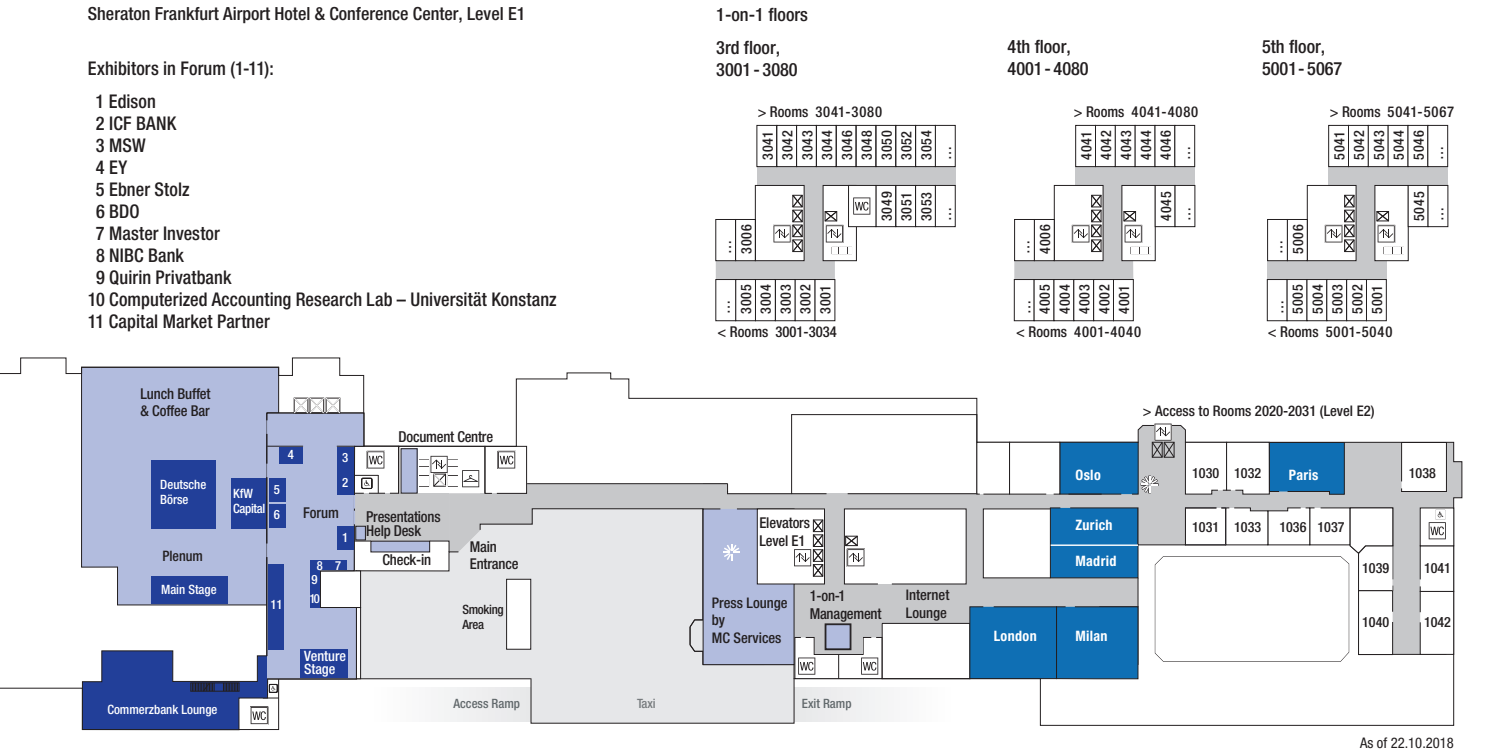 Sheraton Frankfurt Airport Hotel & Conference Center, Level E1
Exhibitors in Forum (1-11):
1 Edison
2 ICF BANK
3 MSW
4 EY
5 Ebner Stolz
6 BDO
7 Master Investor
8 NIBC Bank
9 Quirin Privatbank
10 Computerized Accounting Research Lab – Universität Konstanz
11 Capital Market Partner
1-on-1 floors
3rd floor,
3001 - 3080
> Rooms 3041-3080
3041
3042
3043
3044
3046
3048
3050
3052
3054
...
WC
3049
3051
3053
...
...
3006
...
3005
3004
3003
3002
3001
< Rooms 3001-3034
4th floor,
4001 - 4080
> Rooms 4041-4080
4041
4042
4043
4044
4046
...
4045
...
...
4006
...
4005
4004
4003
4002
4001
< Rooms 4001-4040
5th floor,
5001 - 5067
> Rooms 5041-5067
5041
5042
5043
5044
5046
...
5045
...
...
5006
...
5005
5004
5003
5002
5001
< Rooms 5001-5040
Lunch Buffet
& Coffee Bar
Deutsche
Börse
KfW
Capital
Plenum
Main Stage
4
3
2
5
6
Forum
1
8 7
9
10
11
Venture
Stage
Commerzbank Lounge
WC
WC
Document Centre
WC
Presentations
Help Desk
Check-in
Main
Entrance
Smoking
Area
Access Ramp
Taxi
Exit Ramp
Elevators
Level E1
Press Lounge
by
MC Services
1-on-1
Management
WC
WC
Internet
Lounge
> Access to Rooms 2020-2031 (Level E2)
Oslo
Zurich
Madrid
London
Milan
1030
1032
Paris
1038
1031
1033
1036
1037
WC
1039
1041
1040
1042
As of 22.10.2018